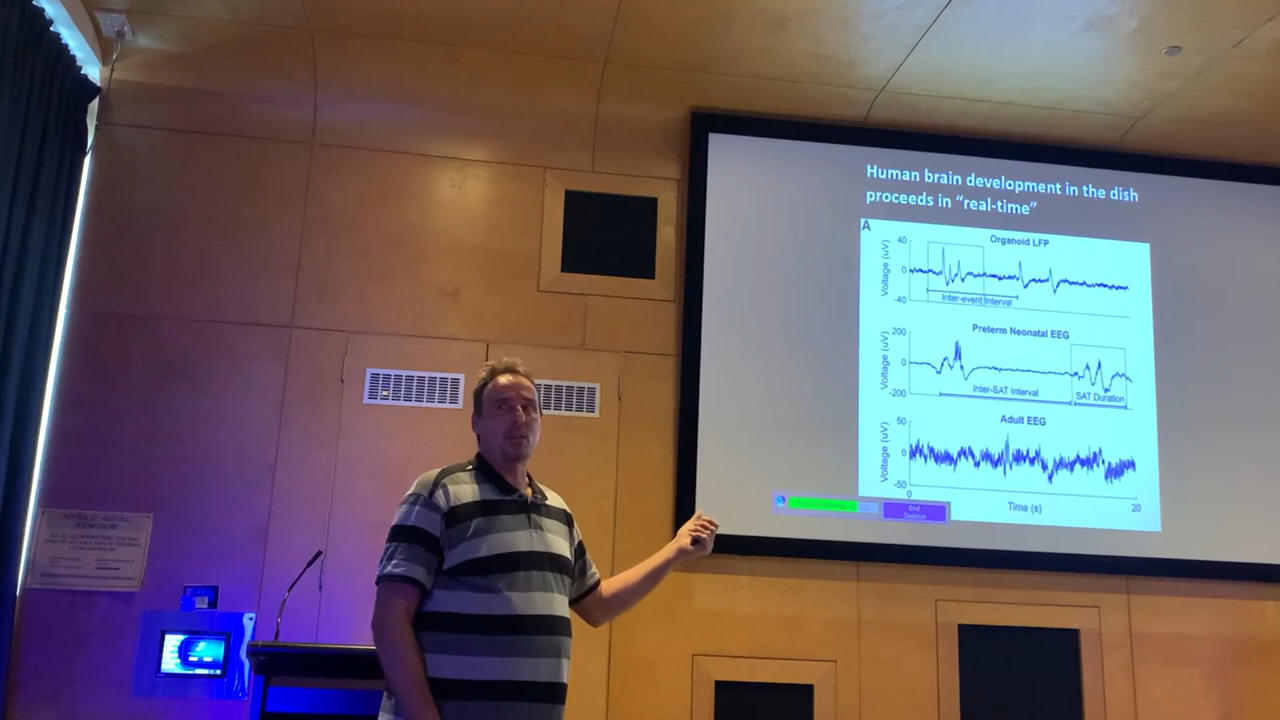 Human brain development in the dish
proceeds in “real-time”
A
Organoid LFP
Voltage (uV)
40
0
-40
Inter-event Interval
Preterm Neonatal EEG
Voltage (uV)
200
0
-200
Inter-SAT Interval
SAT Duration
Adult EEG
Voltage (uV)
50
0
-50
0
Time (s)
20
End
Session